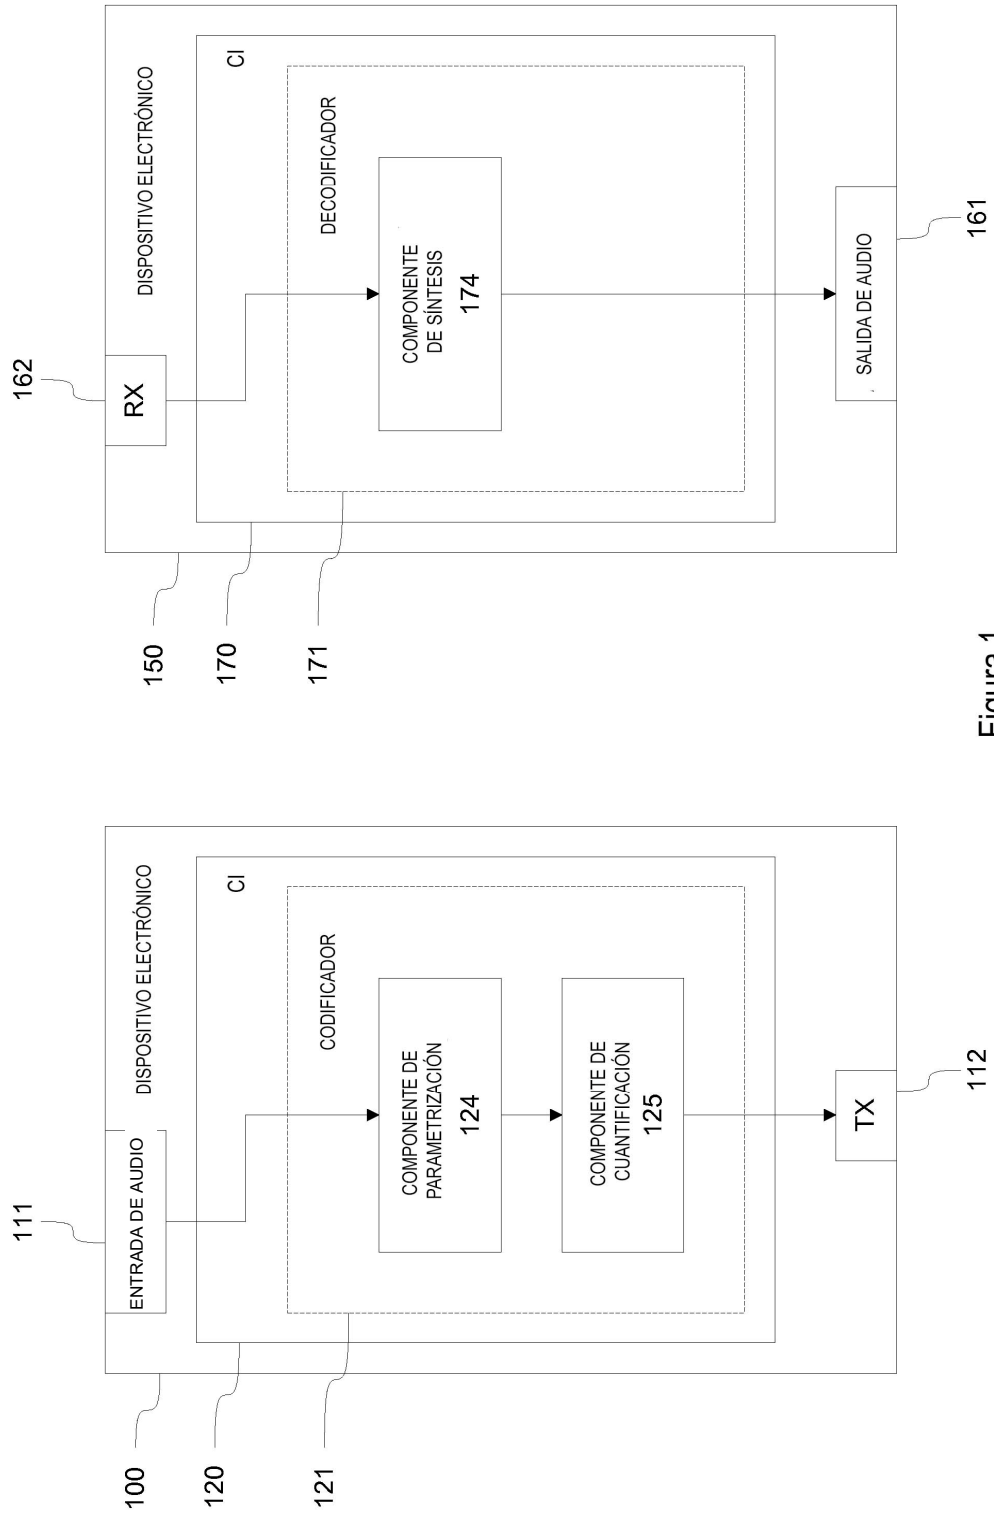 111
ENTRADA DE AUDIO
DISPOSITIVO ELECTRÓNICO
CI
CODIFICADOR
COMPONENTE DE
PARAMETRIZACIÓN
124
COMPONENTE DE
CUANTIFICACIÓN
125
TX
112
100
120
121
162
RX
DISPOSITIVO ELECTRÓNICO
CI
DECODIFICADOR
COMPONENTE
DE SÍNTESIS
174
SALIDA DE AUDIO
161
150
170
171
Figura 1